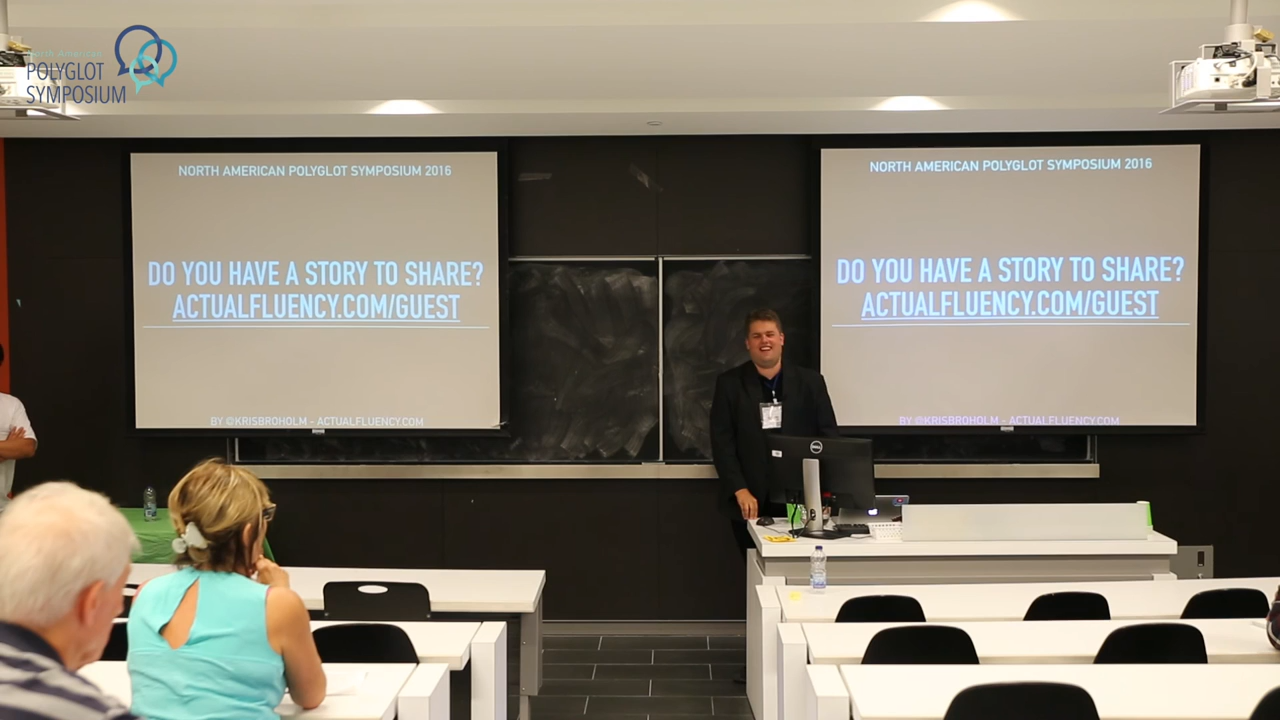 North American
POLYGLOT
SYMPOSIUM
NORTH AMERICAN POLYGLOT SYMPOSIUM 2016
DO YOU HAVE A STORY TO SHARE?
ACTUALFLUENCY.COM/GUEST
BY @KRISBROHOLM - ACTUALFLUENCY.COM
NORTH AMERICAN POLYGLOT SYMPOSIUM 2016
DO YOU HAVE A STORY TO SHARE?
ACTUALFLUENCY.COM/GUEST
BY @KRISBROHOLM - ACTUALFLUENCY.COM
DELL